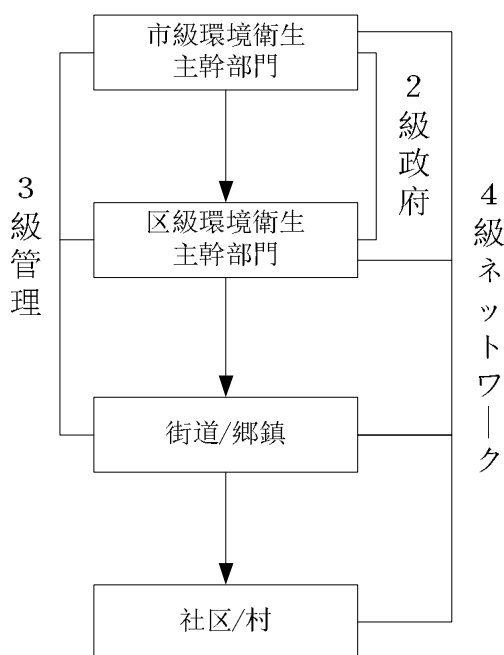 市級環境衛生
主幹部門
2級政府
3級管理
区級環境衛生
主幹部門
4級ネットワーク
街道/郷鎮
社区/村